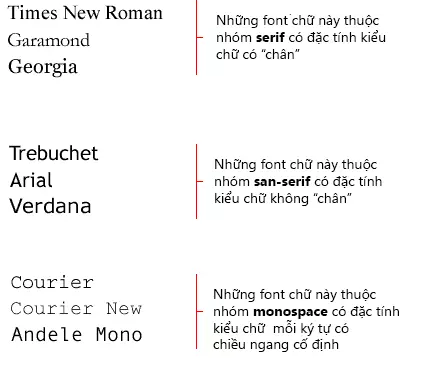 Times New Roman
Garamond
Georgia
Những font chữ này thuộc
nhóm serif có đặc tính kiểu
chữ có “chân”
Trebuchet
Arial
Verdana
Những font chữ này thuộc
nhóm san-serif có đặc tính
kiểu chữ không “chân”
Courier
Courier New
Andele Mono
Những font chữ này thuộc
nhóm monospace có đặc tính
kiểu chữ mỗi ký tự có
chiều ngang cố định